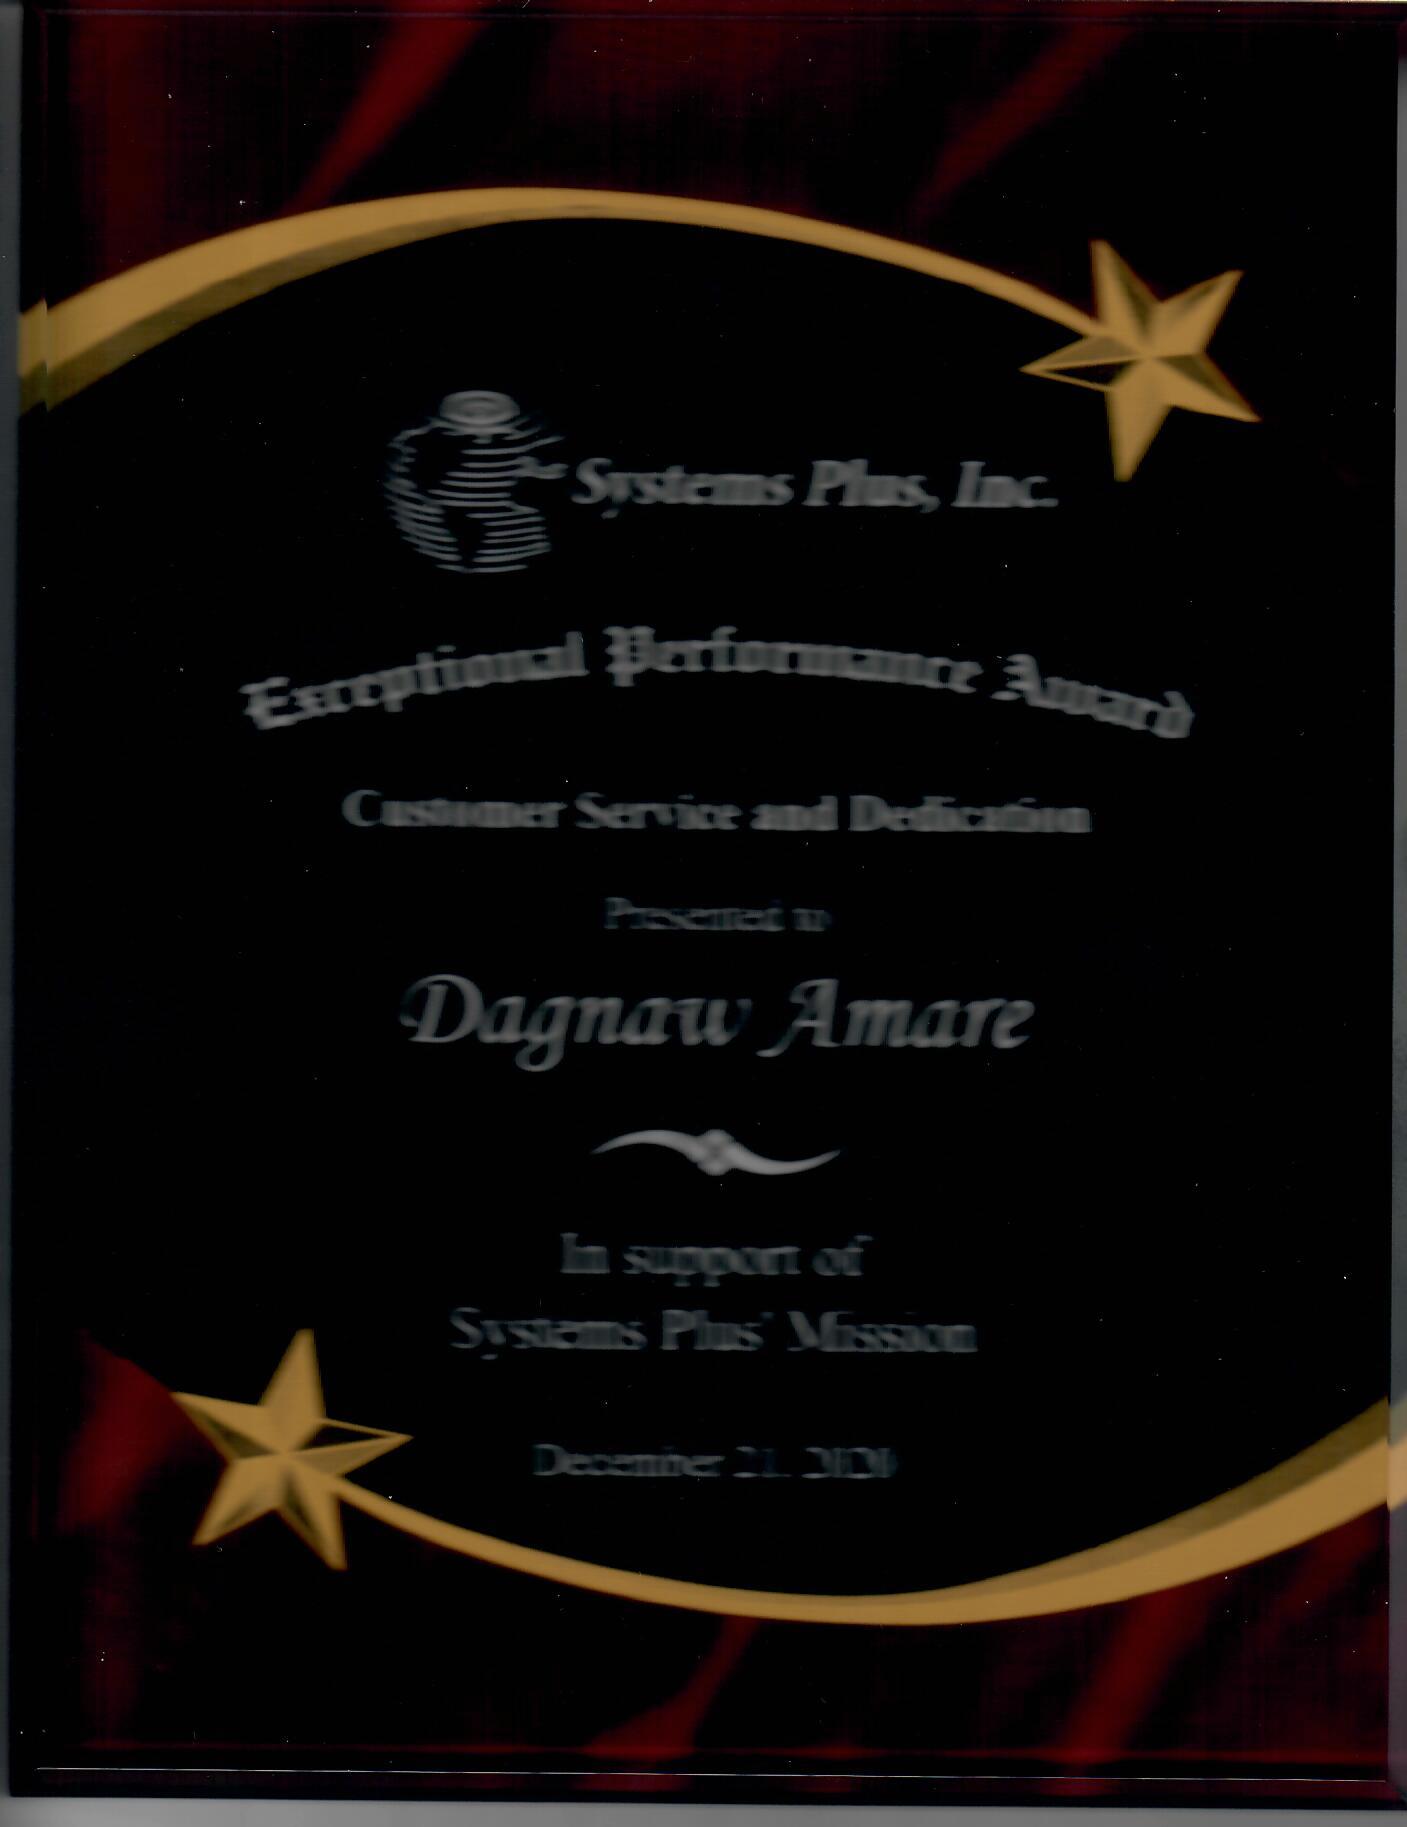 Systems Plus, Inc.
Exceptional Performance Award
Customer Service and Dedication
Presented to
Dagnaw Amare
In support of
Systems Plus' Mission
December 21, 2020